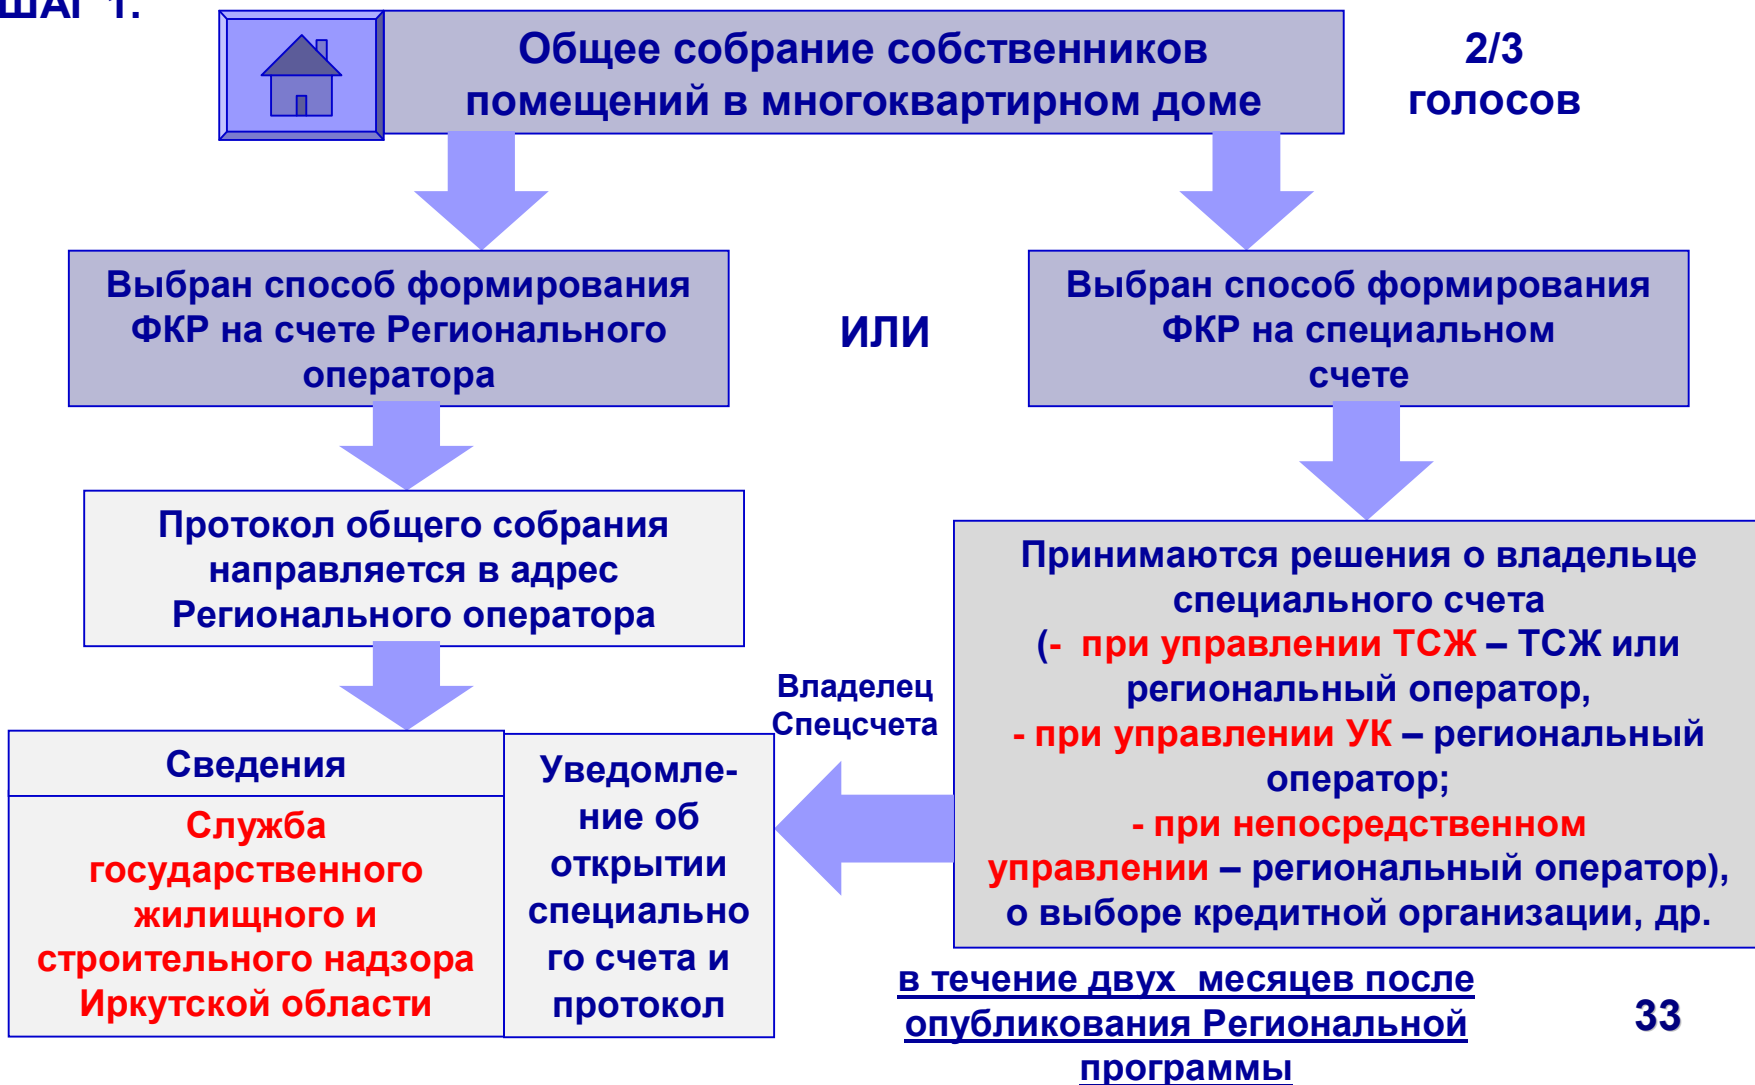 ШАГ 1.
Общее собрание собственников
помещений в многоквартирном доме
2/3
голосов
Выбран способ формирования
ФКР на счете Регионального
оператора
ИЛИ
Выбран способ формирования
ФКР на специальном
счете
Протокол общего собрания
направляется в адрес
Регионального оператора
Принимаются решения о владельце
специального счета
(- при управлении ТСЖ – ТСЖ или
региональный оператор,
- при управлении УК – региональный
оператор;
- при непосредственном
управлении – региональный оператор),
о выборе кредитной организации, др.
Владелец
Спецсчета
Сведения
Служба
государственного
жилищного и
строительного надзора
Иркутской области
Уведомле-
ние об
открытии
специально
го счета и
протокол
в течение двух месяцев после
опубликования Региональной
программы
33